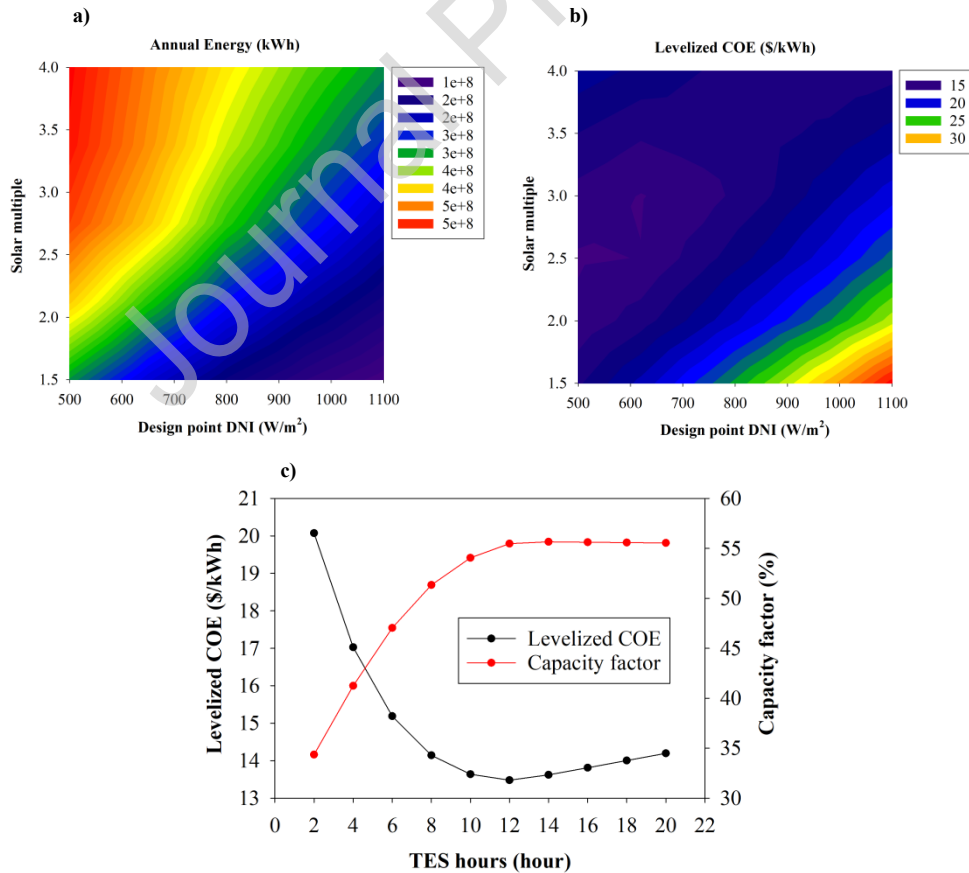 a)
Annual Energy (kWh)
4.0
3.5
3.0
2.5
2.0
1.5
Solar multiple
500 600 700 800 900 1000 1100
Design point DNI (W/m²)
1e+8
2e+8
2e+8
3e+8
3e+8
4e+8
4e+8
5e+8
5e+8
b)
Levelized COE ($/kWh)
4.0
3.5
3.0
2.5
2.0
1.5
Solar multiple
500 600 700 800 900 1000 1100
Design point DNI (W/m²)
15
20
25
30
Journal
c)
21
20
19
18
17
16
15
14
13
Levelized COE ($/kWh)
60
55
50
45
40
35
30
Capacity factor (%)
Levelized COE
Capacity factor
0 2 4 6 8 10 12 14 16 18 20 22
TES hours (hour)